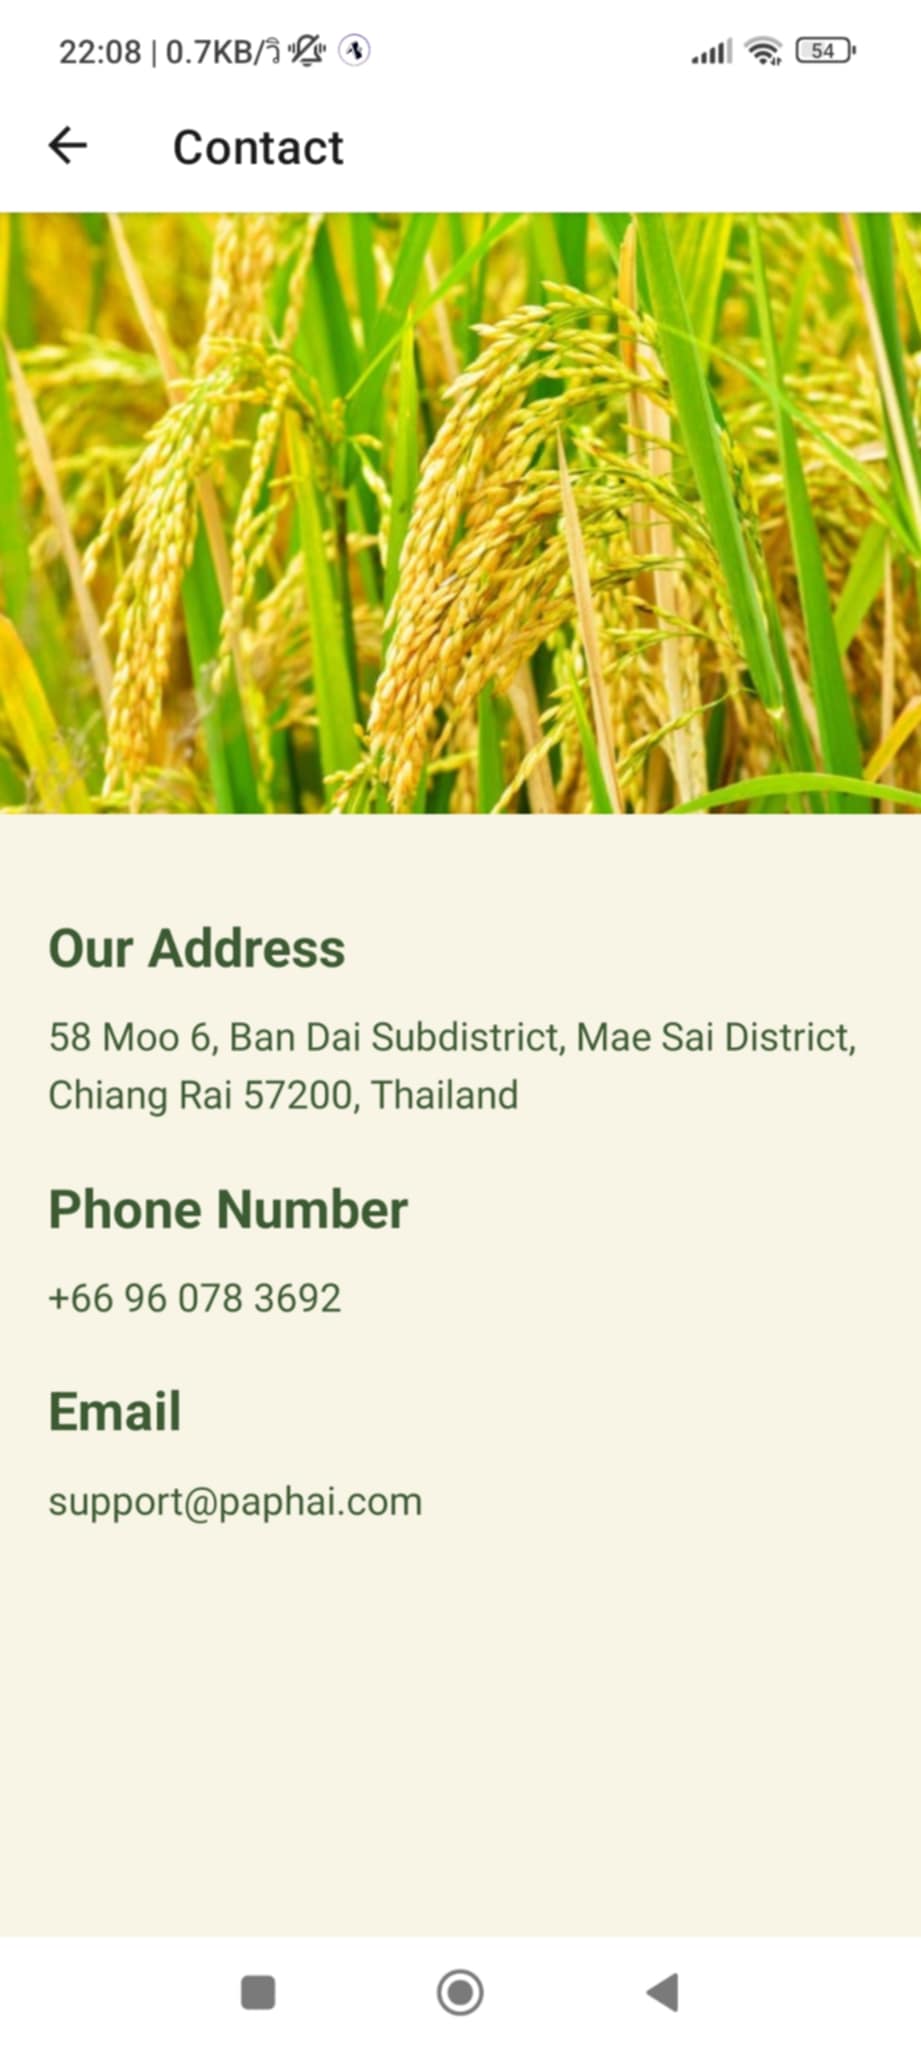 22:08 | 0.7KB/วิ
54
Contact
Our Address
58 Moo 6, Ban Dai Subdistrict, Mae Sai District,
Chiang Rai 57200, Thailand
Phone Number
+66 96 078 3692
Email
support@paphai.com